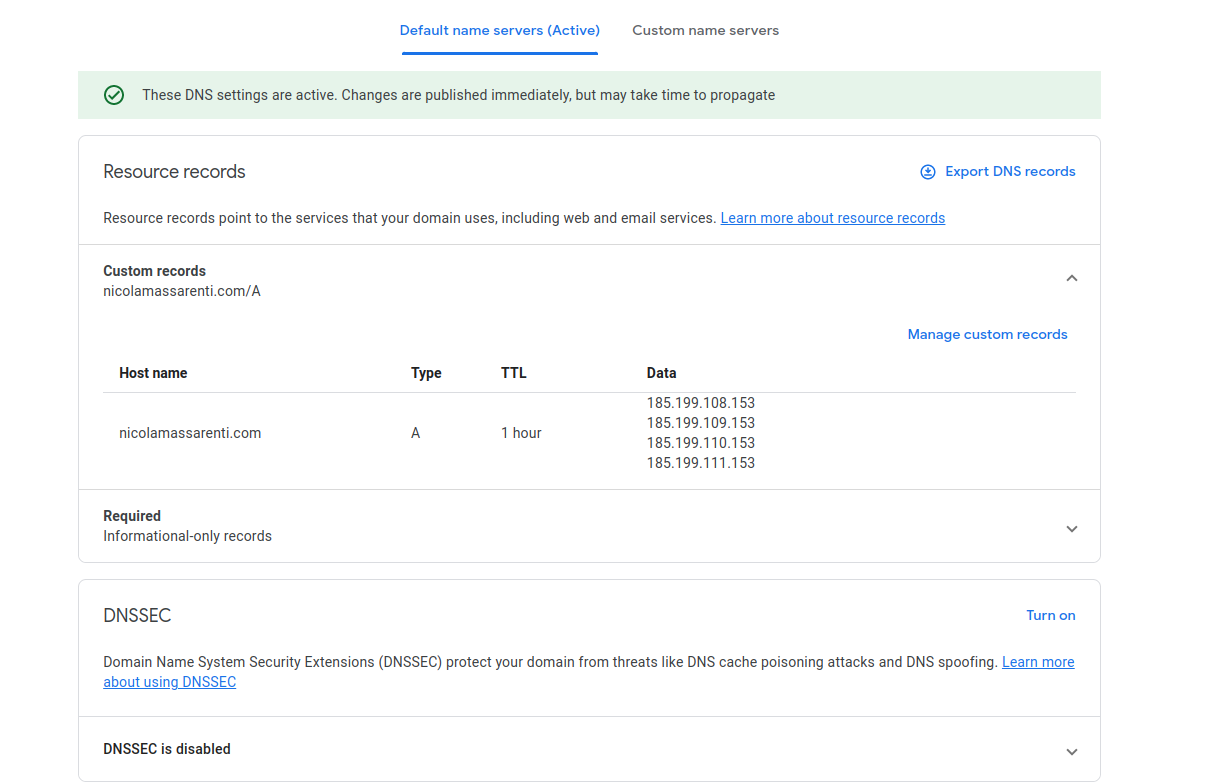 Default name servers (Active)
Custom name servers
These DNS settings are active. Changes are published immediately, but may take time to propagate
Resource records
Export DNS records
Resource records point to the services that your domain uses, including web and email services. Learn more about resource records
Custom records
nicolamassarenti.com/A
Manage custom records
Host name Type TTL Data
185.199.108.153
185.199.109.153
nicolamassarenti.com A 1 hour
185.199.110.153
185.199.111.153
Required
Informational-only records
DNSSEC
Turn on
Domain Name System Security Extensions (DNSSEC) protect your domain from threats like DNS cache poisoning attacks and DNS spoofing. Learn more
about using DNSSEC
DNSSEC is disabled